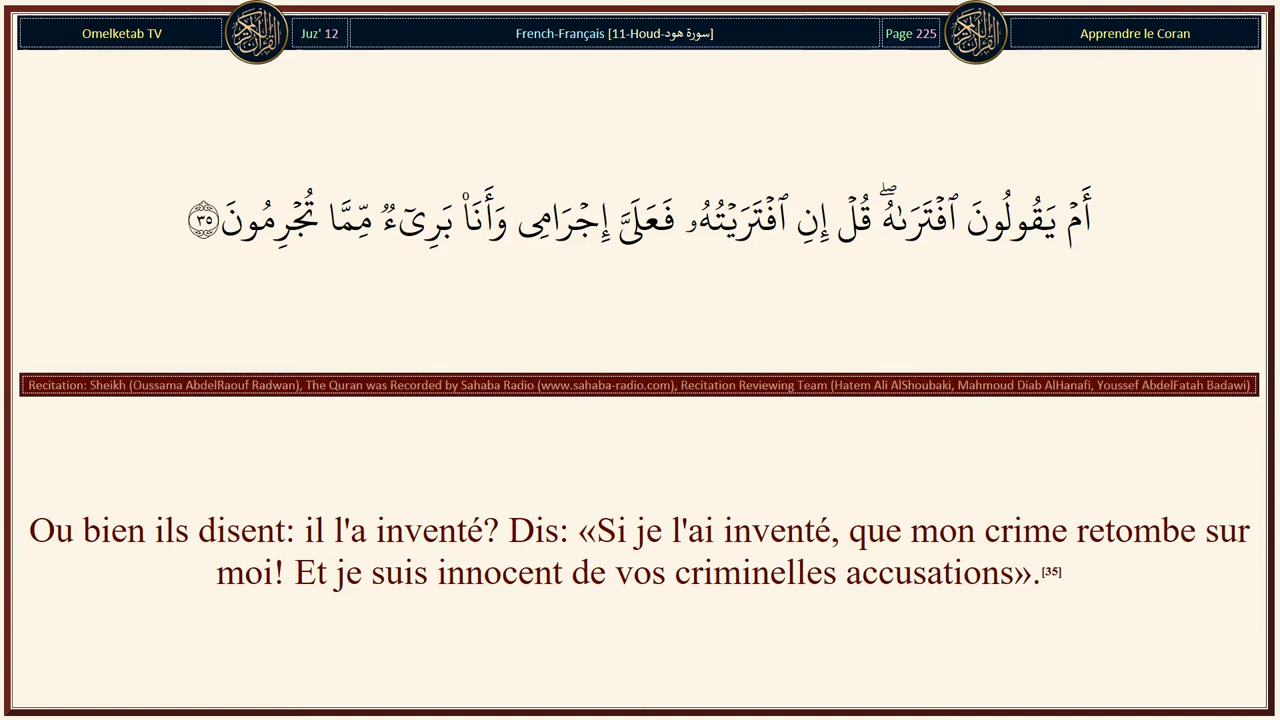 Omelketab TV
Juz' 12
French-Français [11-Houd-سورة هود]
Page 225
Apprendre le Coran
أَمۡ يَقُولُونَ ٱفۡتَرَىٰهُۖ قُلۡ إِنِ ٱفۡتَرَيۡتُهُۥ فَعَلَيَّ إِجۡرَامِي وَأَنَا۠ بَرِيٓءٞ مِّمَّا تُجۡرِمُونَ ٣٥
Recitation: Sheikh (Oussama AbdelRaouf Radwan), The Quran was Recorded by Sahaba Radio (www.sahaba-radio.com), Recitation Reviewing Team (Hatem Ali AlShoubaki, Mahmoud Diab AlHanafi, Youssef AbdelFatah Badawi)
Ou bien ils disent: il l'a inventé? Dis: «Si je l'ai inventé, que mon crime retombe sur
moi! Et je suis innocent de vos criminelles accusations».[35]